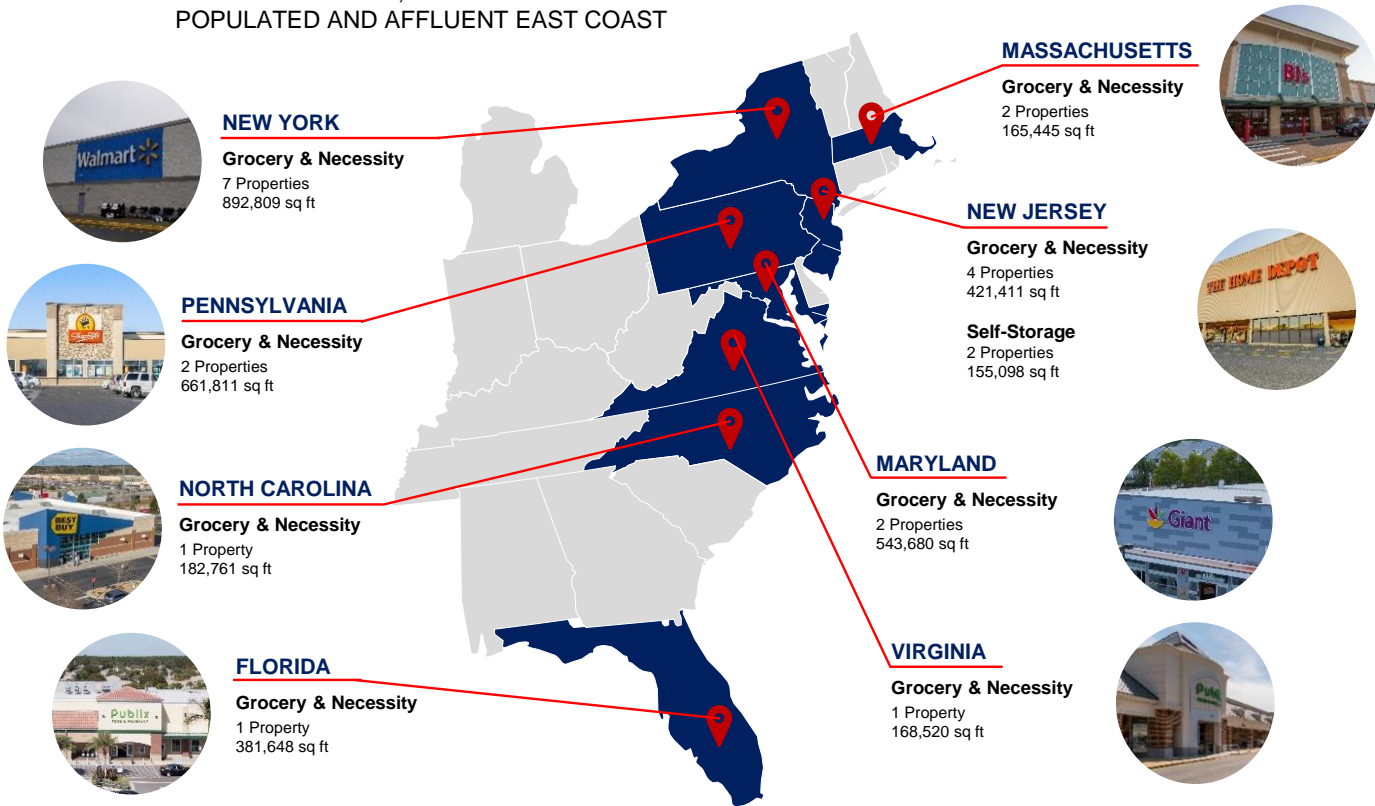 POPULATED AND AFFLUENT EAST COAST
NEW YORK
Grocery & Necessity
7 Properties
892,809 sq ft
Walmart
PENNSYLVANIA
Grocery & Necessity
2 Properties
661,811 sq ft
ShopRite
NORTH CAROLINA
Grocery & Necessity
1 Property
182,761 sq ft
BEST
BUY
FLORIDA
Grocery & Necessity
1 Property
381,648 sq ft
Publix
FOOD & PHARMACY
MASSACHUSETTS
Grocery & Necessity
2 Properties
165,445 sq ft
BJ's
NEW JERSEY
Grocery & Necessity
4 Properties
421,411 sq ft
Self-Storage
2 Properties
155,098 sq ft
THE HOME DEPOT
MARYLAND
Grocery & Necessity
2 Properties
543,680 sq ft
Giant
VIRGINIA
Grocery & Necessity
1 Property
168,520 sq ft
Publix